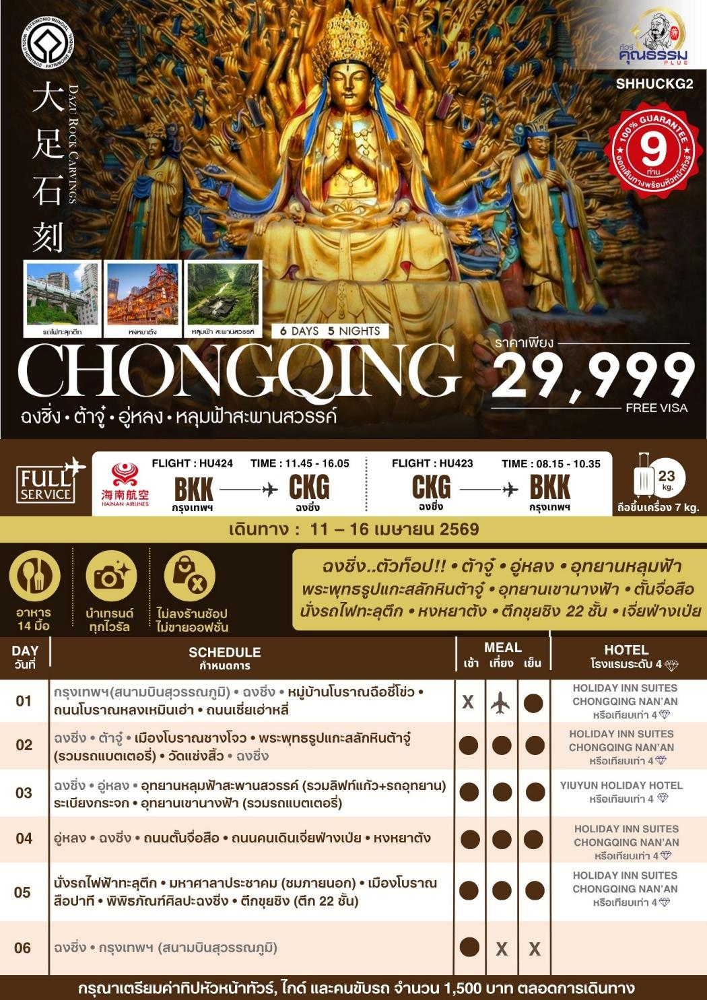 WORLD HERITAGE • PATRIMOINE MONDIAL • PATRIMONIO MUNDIAL
大足石刻
DAZU ROCK CARVINGS
ทัวร์
คุณธรรม
PLUS
SHHUCKG2
100% GUARANTEE
9
ท่าน
ออกเดินทางพร้อมหัวหน้าทัวร์
รถไฟทะลุตึก
หงหยาต้ง
หลุมฟ้า สะพานสวรรค์
6 DAYS 5 NIGHTS
CHONGQING
ราคาเพียง
29,999
FREE VISA
ฉงชิ่ง • ต้าจู๋ • อู่หลง • หลุมฟ้าสะพานสวรรค์
FULL
SERVICE
海南航空
HAINAN AIRLINES
FLIGHT : HU424 TIME : 11.45 - 16.05
BKK CKG
กรุงเทพฯ ฉงชิ่ง
FLIGHT : HU423 TIME : 08.15 - 10.35
CKG BKK
ฉงชิ่ง กรุงเทพฯ
23
kg.
ถือขึ้นเครื่อง 7 kg.
เดินทาง : 11 – 16 เมษายน 2569
อาหาร
14 มื้อ
นำเทรนด์
ทุกไวรัล
ไม่ลงร้านช้อป
ไม่ขายออฟชั่น
ฉงชิ่ง..ตัวท็อป!! • ต้าจู๋ • อู่หลง • อุทยานหลุมฟ้า
พระพุทธรูปแกะสลักหินต้าจู๋ • อุทยานเขานางฟ้า • ตั้นจื่อสือ
นั่งรถไฟทะลุตึก • หงหยาต้ง • ตึกขุยชิง 22 ชั้น • เจี่ยฟ่างเป่ย
DAY
วันที่
SCHEDULE
กำหนดการ
MEAL
เช้า เที่ยง เย็น
HOTEL
โรงแรมระดับ 4
01
กรุงเทพฯ(สนามบินสุวรรณภูมิ) • ฉงชิ่ง • หมู่บ้านโบราณฉือชี่โข่ว •
ถนนโบราณหลงเหมินเฮ่า • ถนนเซี่ยเฮ่าหลี่
X
HOLIDAY INN SUITES
CHONGQING NAN'AN
หรือเทียบเท่า 4
02
ฉงชิ่ง • ต้าจู๋ • เมืองโบราณชางโจว • พระพุทธรูปแกะสลักหินต้าจู๋
(รวมรถแบตเตอรี่) • วัดแซ่งสิ้ว • ฉงชิ่ง
HOLIDAY INN SUITES
CHONGQING NAN'AN
หรือเทียบเท่า 4
03
ฉงชิ่ง • อู่หลง • อุทยานหลุมฟ้าสะพานสวรรค์ (รวมลิฟท์แก้ว+รถอุทยาน)
ระเบียงกระจก • อุทยานเขานางฟ้า (รวมรถแบตเตอรี่)
YIUYUN HOLIDAY HOTEL
หรือเทียบเท่า 4
04
อู่หลง • ฉงชิ่ง • ถนนตั้นจื่อสือ • ถนนคนเดินเจี่ยฟ่างเป่ย • หงหยาต้ง
HOLIDAY INN SUITES
CHONGQING NAN'AN
หรือเทียบเท่า 4
05
นั่งรถไฟฟ้าทะลุตึก • มหาศาลาประชาคม (ชมภายนอก) • เมืองโบราณ
สือปาที • พิพิธภัณฑ์ศิลปะฉงชิ่ง • ตึกขุยชิง (ตึก 22 ชั้น)
HOLIDAY INN SUITES
CHONGQING NAN'AN
หรือเทียบเท่า 4
06
ฉงชิ่ง • กรุงเทพฯ (สนามบินสุวรรณภูมิ)
X X
กรุณาเตรียมค่าทิปหัวหน้าทัวร์, ไกด์ และคนขับรถ จำนวน 1,500 บาท ตลอดการเดินทาง